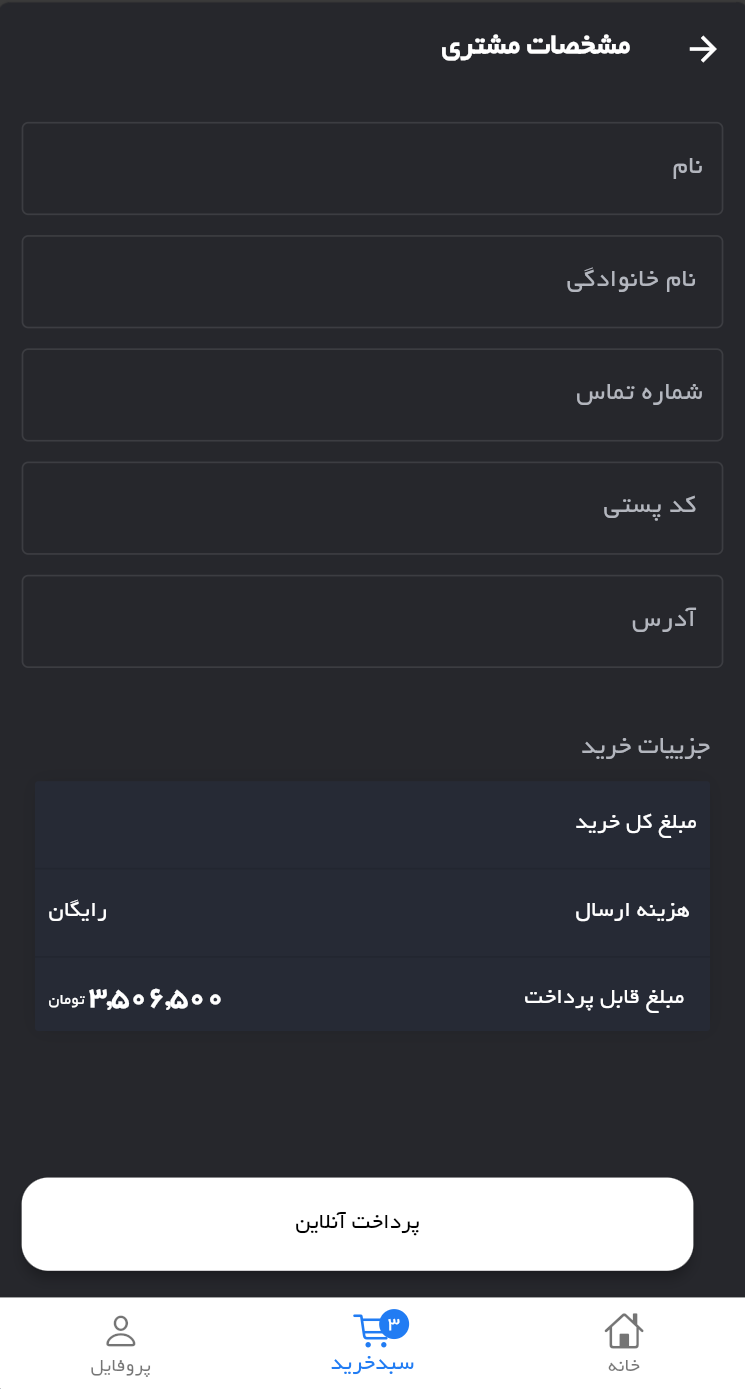 مشخصات مشتری
نام
نام خانوادگی
شماره تماس
کد پستی
آدرس
جزییات خرید
مبلغ کل خرید
هزینه ارسال رایگان
مبلغ قابل پرداخت ۳,۵۰۶,۵۰۰ تومان
پرداخت آنلاین
۳
خانه سبدخرید پروفایل